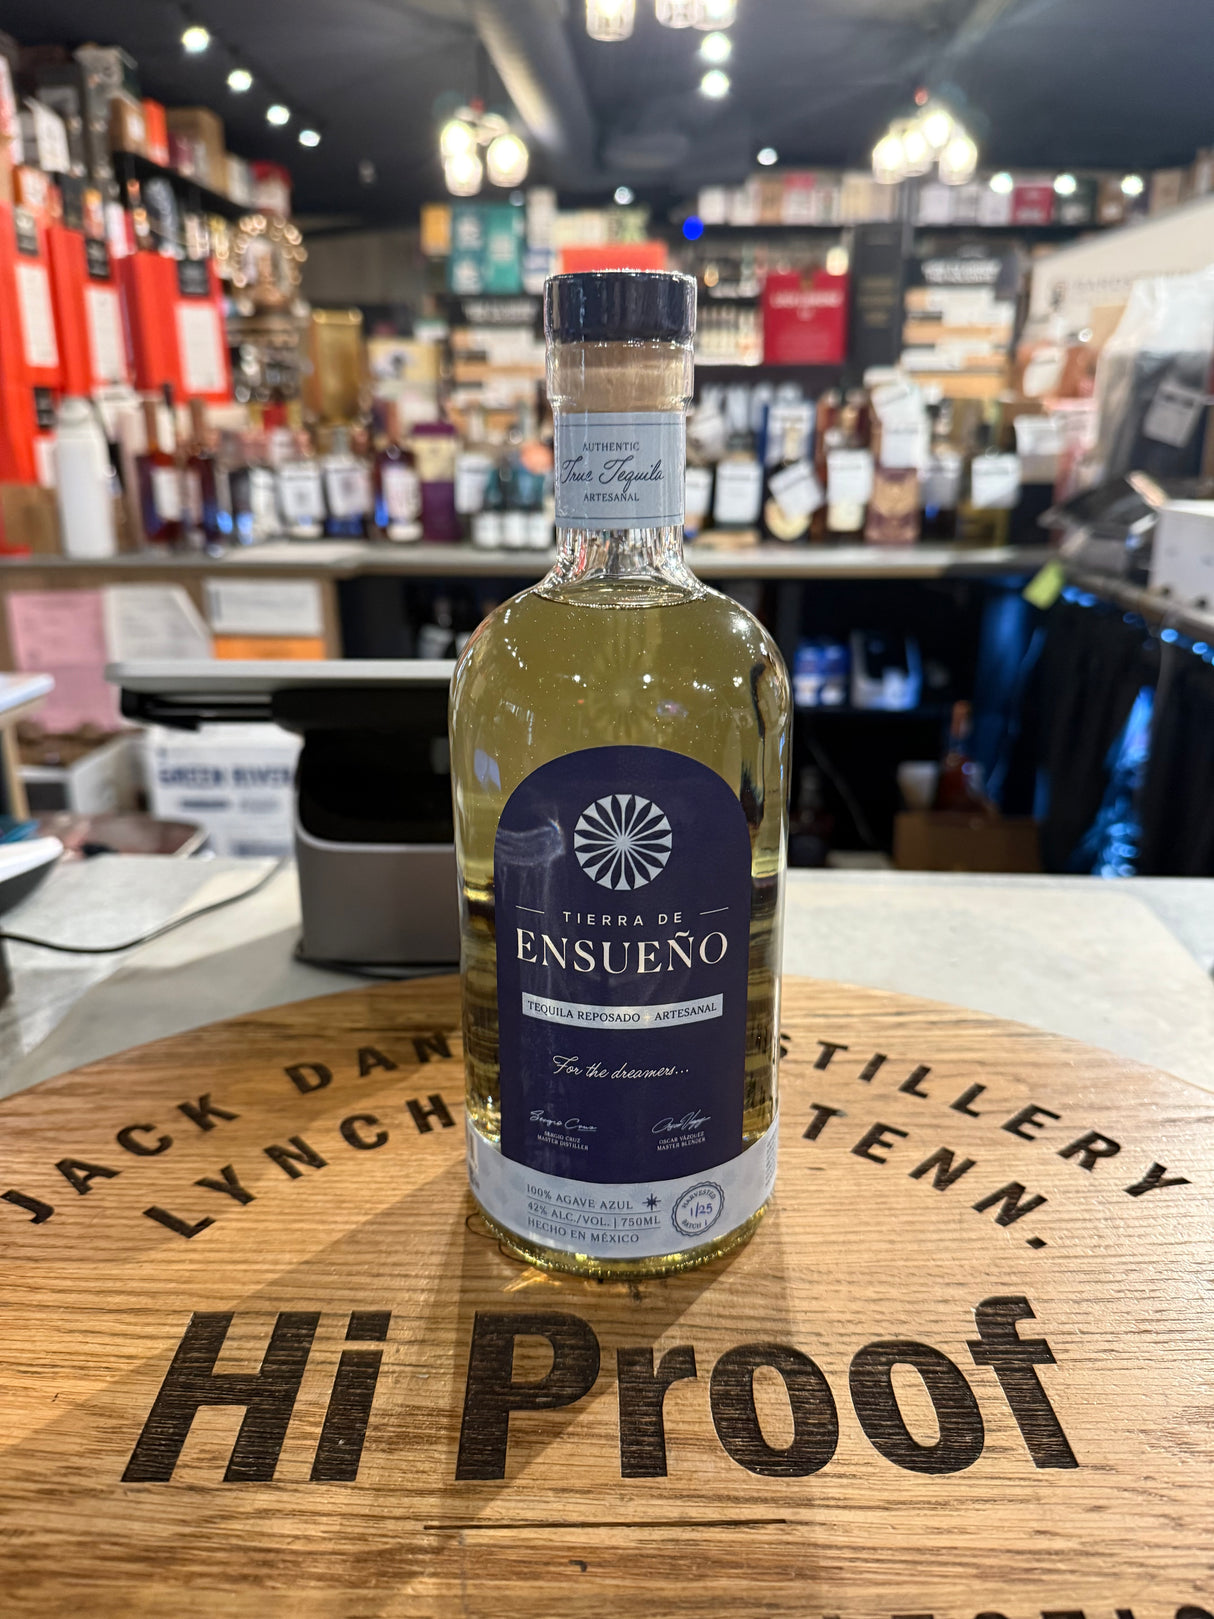 AUTHENTIC
True Tequila
ARTESANAL
GREEN RIVER
TIERRA DE
ENSUEÑO
TEQUILA REPOSADO ARTESANAL
For the dreamers...
SERGIO CRUZ
MASTER DISTILLER
OSCAR VÁZQUEZ
MASTER BLENDER
100% AGAVE AZUL
42% ALC./VOL. | 750ML
HECHO EN MÉXICO
HARVESTED
1/25
BATCH 1
JACK DAN STILLERY
LYNCH TENN.
Hi Proof